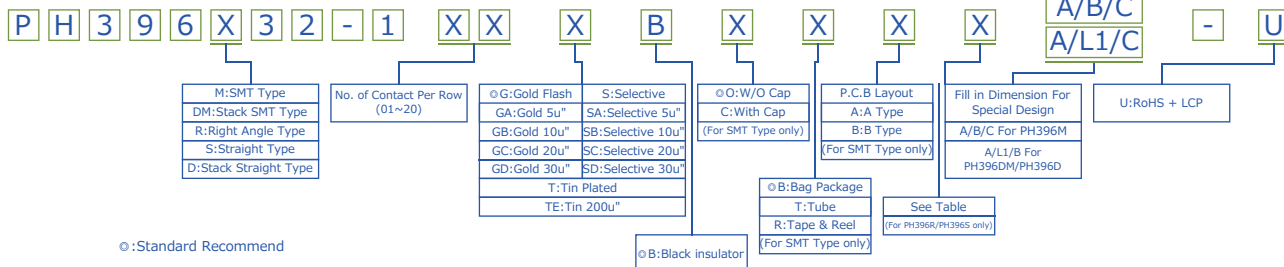 PH396X32-1 XX X B X X X X A/B/C A/L1/C - U
M:SMT Type
DM:Stack SMT Type
R:Right Angle Type
S:Straight Type
D:Stack Straight Type
No. of Contact Per Row
(01~20)
◎G:Gold Flash S:Selective
GA:Gold 5u" SA:Selective 5u"
GB:Gold 10u" SB:Selective 10u"
GC:Gold 20u" SC:Selective 20u"
GD:Gold 30u" SD:Selective 30u"
T:Tin Plated
TE:Tin 200u"
◎B:Black insulator
◎O:W/O Cap
C:With Cap
(For SMT Type only)
◎B:Bag Package
T:Tube
R:Tape & Reel
(For SMT Type only)
P.C.B Layout
A:A Type
B:B Type
(For SMT Type only)
See Table
(For PH396R/PH396S only)
Fill in Dimension For
Special Design
A/B/C For PH396M
A/L1/B For
PH396DM/PH396D
U:RoHS + LCP
◎:Standard Recommend